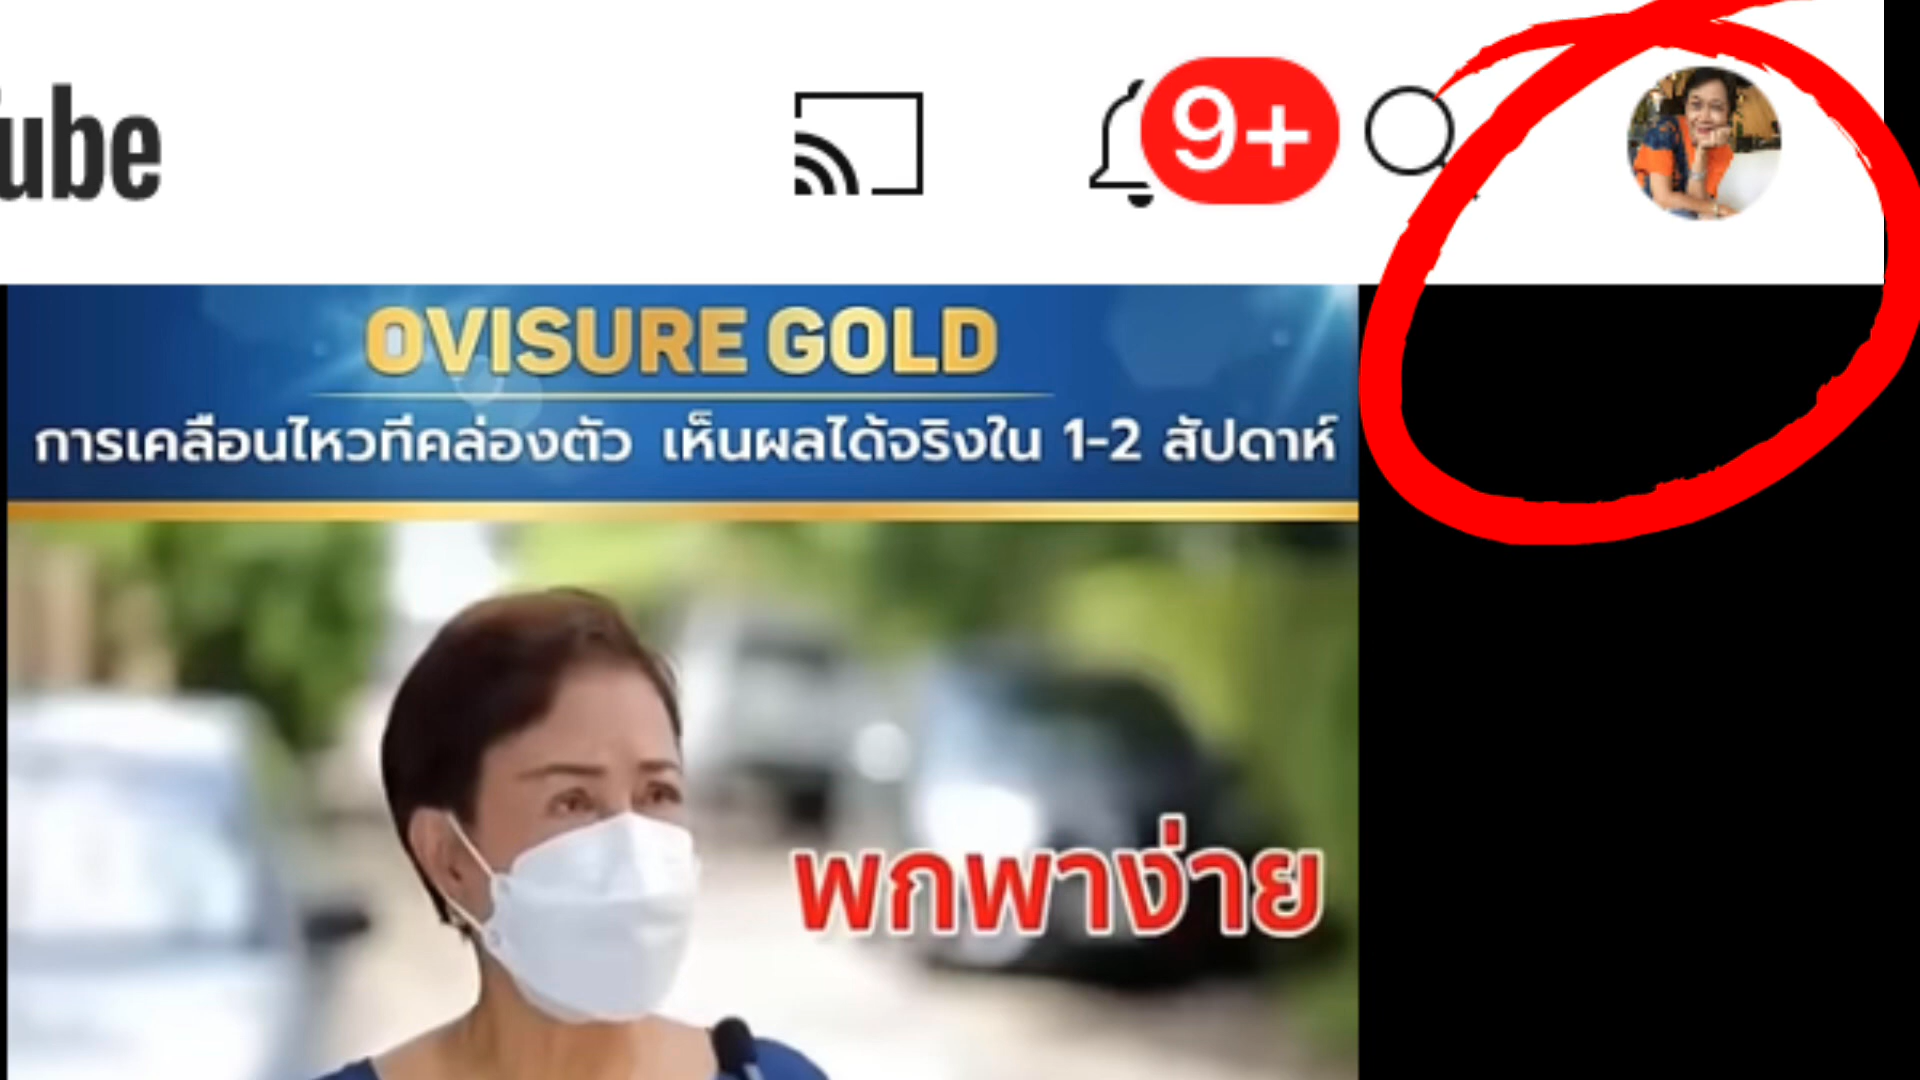 ube
9+
OVISURE GOLD
การเคลื่อนไหวที่คล่องตัว เห็นผลได้จริงใน 1-2 สัปดาห์
พกพาง่าย